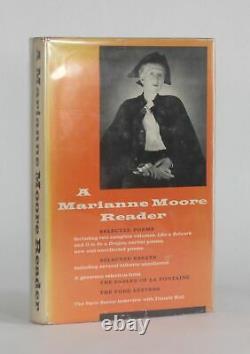 A Marianne Moore Reader
A
Marianne Moore
Reader
SELECTED POEMS
Including two complete volumes, Like a Bulwark
and O to Be a Dragon, earlier poems,
new and uncollected poems
SELECTED ESSAYS
including several hitherto uncollected
A generous selection from
THE FABLES OF LA FONTAINE
THE FORD LETTERS
The Paris Review interview with Donald Hall